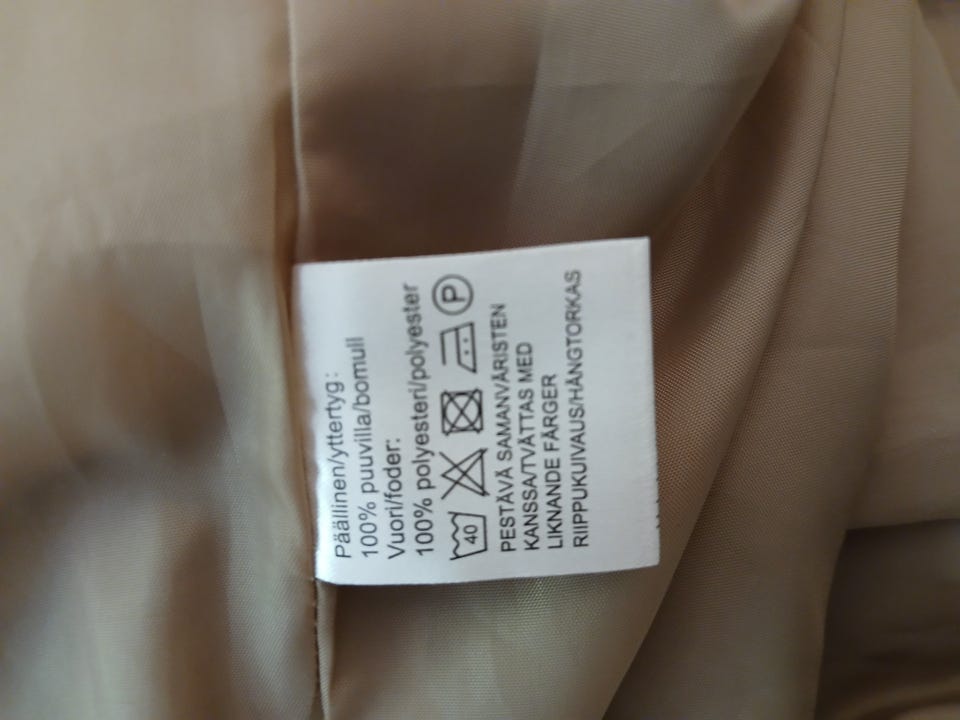 Päällinen/yttertyg:
100% puuvilla/bomull
Vuori/foder:
100% polyesteri/polyester
40 P
PESTÄVÄ SAMANVÄRISTEN
KANSSA/TVÄTTAS MED
LIKNANDE FÄRGER
RIIPPUKUIVAUS/HÄNGTORKAS